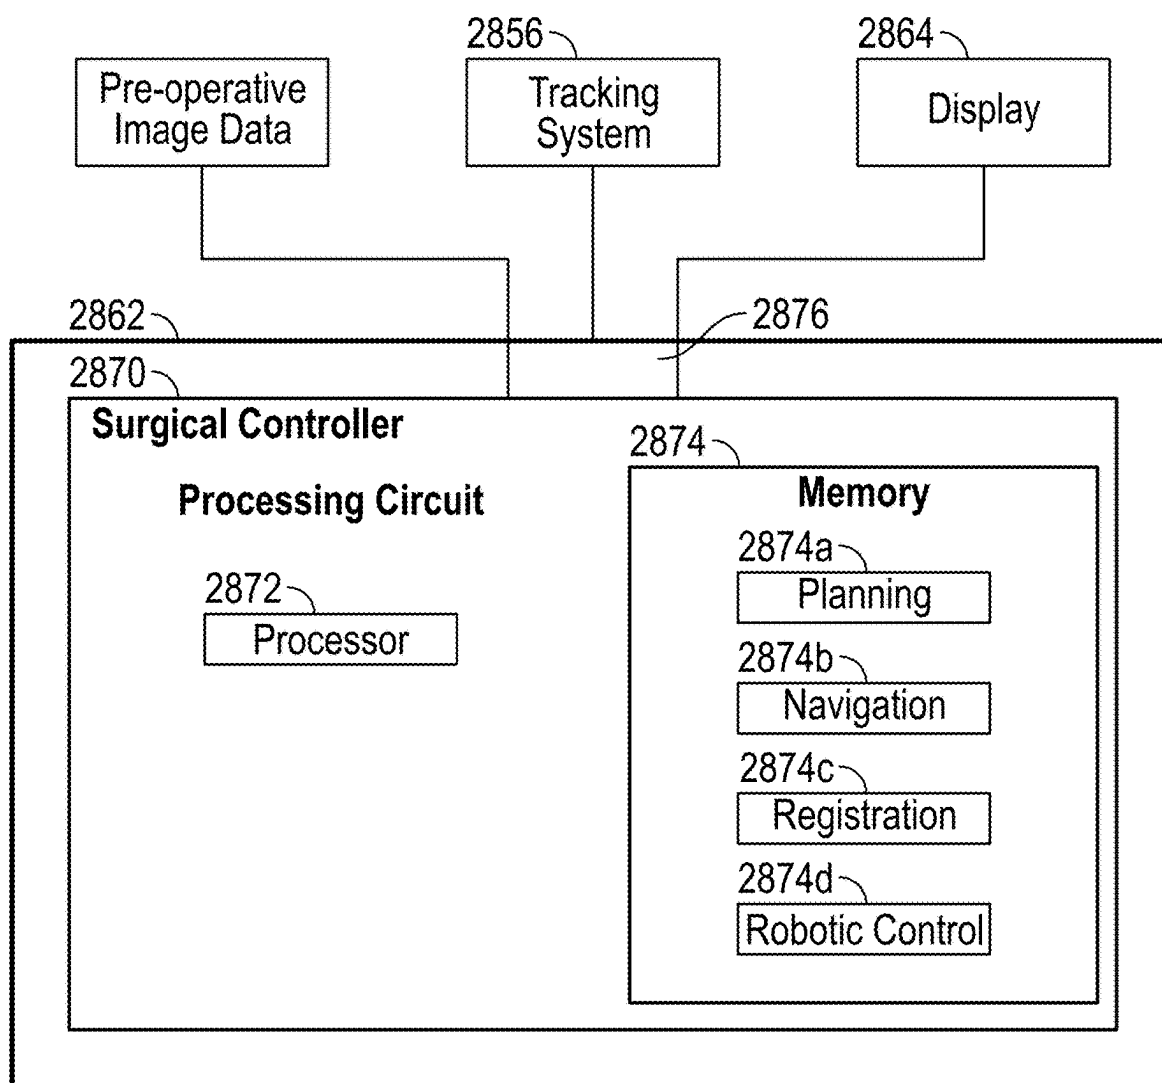 2856
2864
Pre-operative
Image Data
Tracking
System
Display
2862
2876
2870
Surgical Controller
2874
Processing Circuit
Memory
2874a
Planning
2872
Processor
2874b
Navigation
2874c
Registration
2874d
Robotic Control